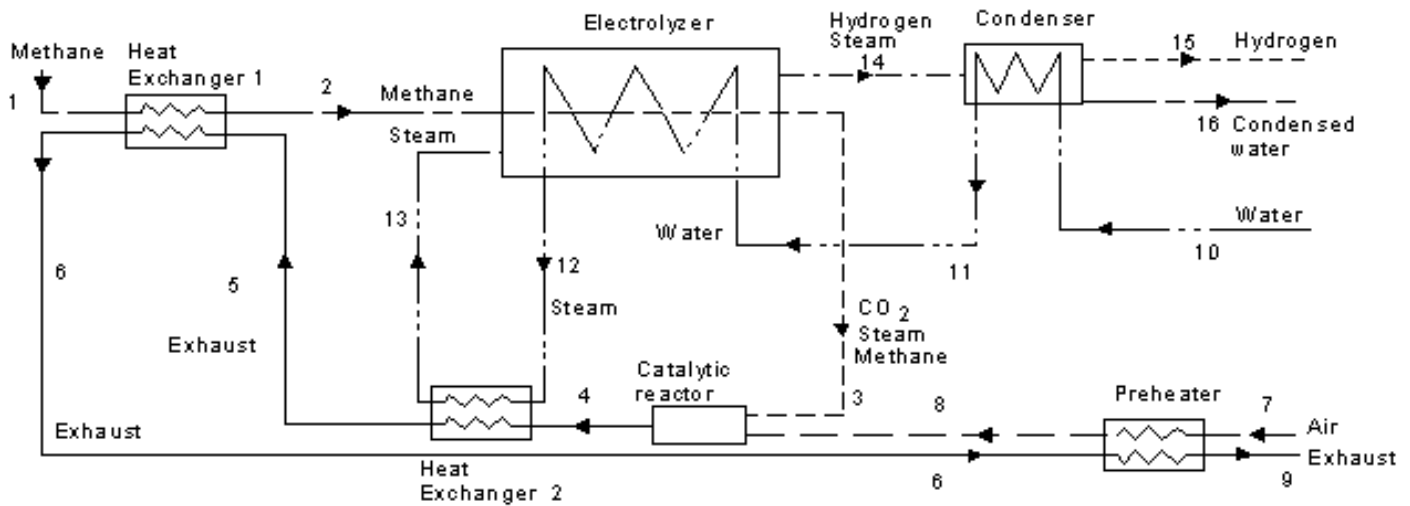 Electrolyzer
Hydrogen
Steam
14
Condenser
15
Hydrogen
Methane
Heat
Exchanger 1
1
2
Methane
Steam
16
Condensed
water
13
Water
11
Water
10
6
5
12
Steam
CO2
Steam
Methane
Exhaust
Catalytic
reactor
4
3
8
Preheater
7
Air
Exhaust
Exhaust
9
6
Heat
Exchanger 2